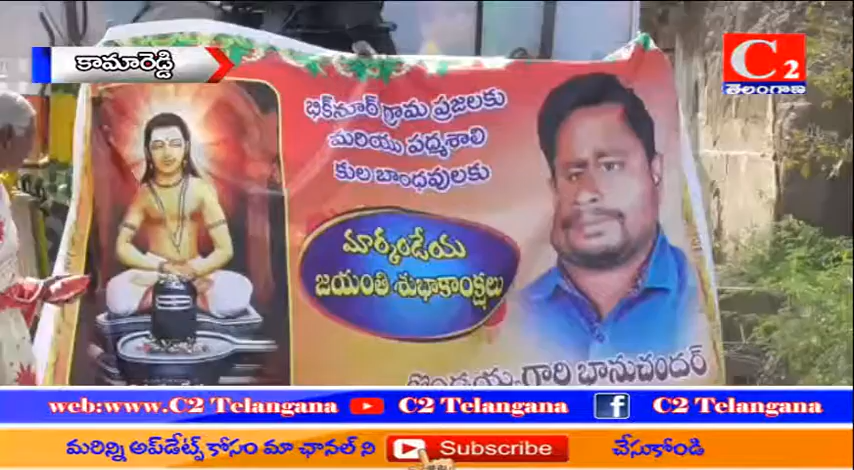 కామారెడ్డి
C2
తెలంగాణ
భిక్‌నూర్ గ్రామ ప్రజలకు
మరియు పద్మశాలి
కుల బాంధవులకు
మార్కండేయ
జయంతి శుభాకాంక్షలు
గారి భానుచందర్
web:www.C2 Telangana C2 Telangana C2 Telangana
మరిన్ని అప్‌డేట్స్ కోసం మా ఛానల్ ని Subscribe చేసుకోండి